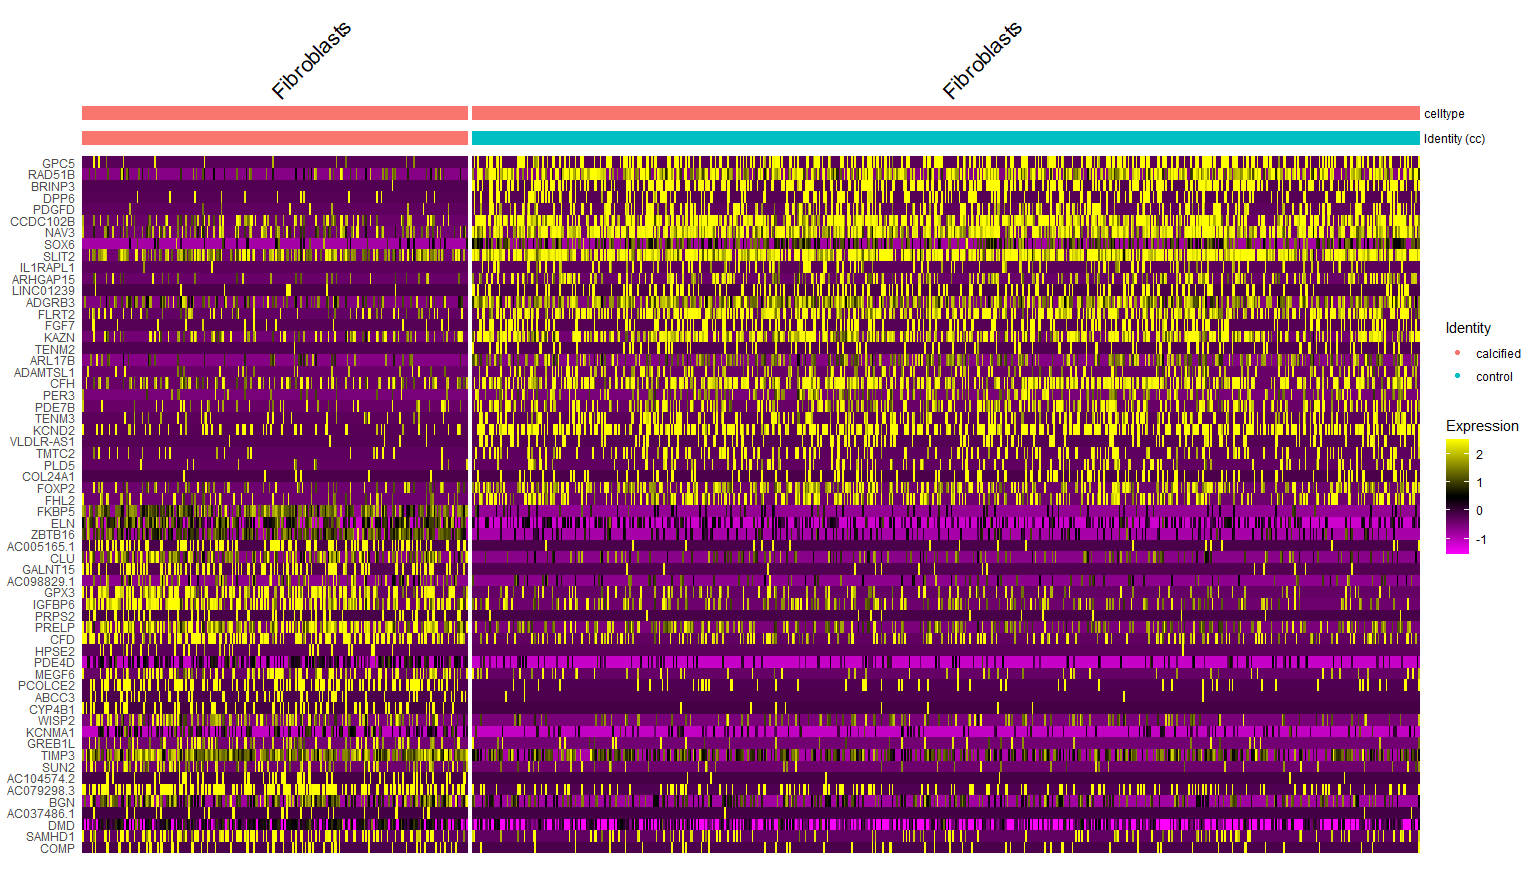 Fibroblasts
Fibroblasts
celltype
Identity (cc)
GPC5
RAD51B
BRINP3
DPP6
PDGFD
CCDC102B
NAV3
SOX6
SLIT2
IL1RAPL1
ARHGAP15
LINC01239
ADGRB3
FLRT2
FGF7
KAZN
TENM2
ARL17B
ADAMTSL1
CFH
PER3
PDE7B
TENM3
KCND2
VLDLR-AS1
TMTC2
PLD5
COL24A1
FOXP2
FHL2
FKBP5
ELN
ZBTB16
AC005165.1
CLU
GALNT15
AC098829.1
GPX3
IGFBP6
PRPS2
PRELP
CFD
HPSE2
PDE4D
MEGF6
PCOLCE2
ABCC3
CYP4B1
WISP2
KCNMA1
GREB1L
TIMP3
SUN2
AC104574.2
AC079298.3
BGN
AC037486.1
DMD
SAMHD1
COMP
Identity
calcified
control
Expression
2
1
0
-1